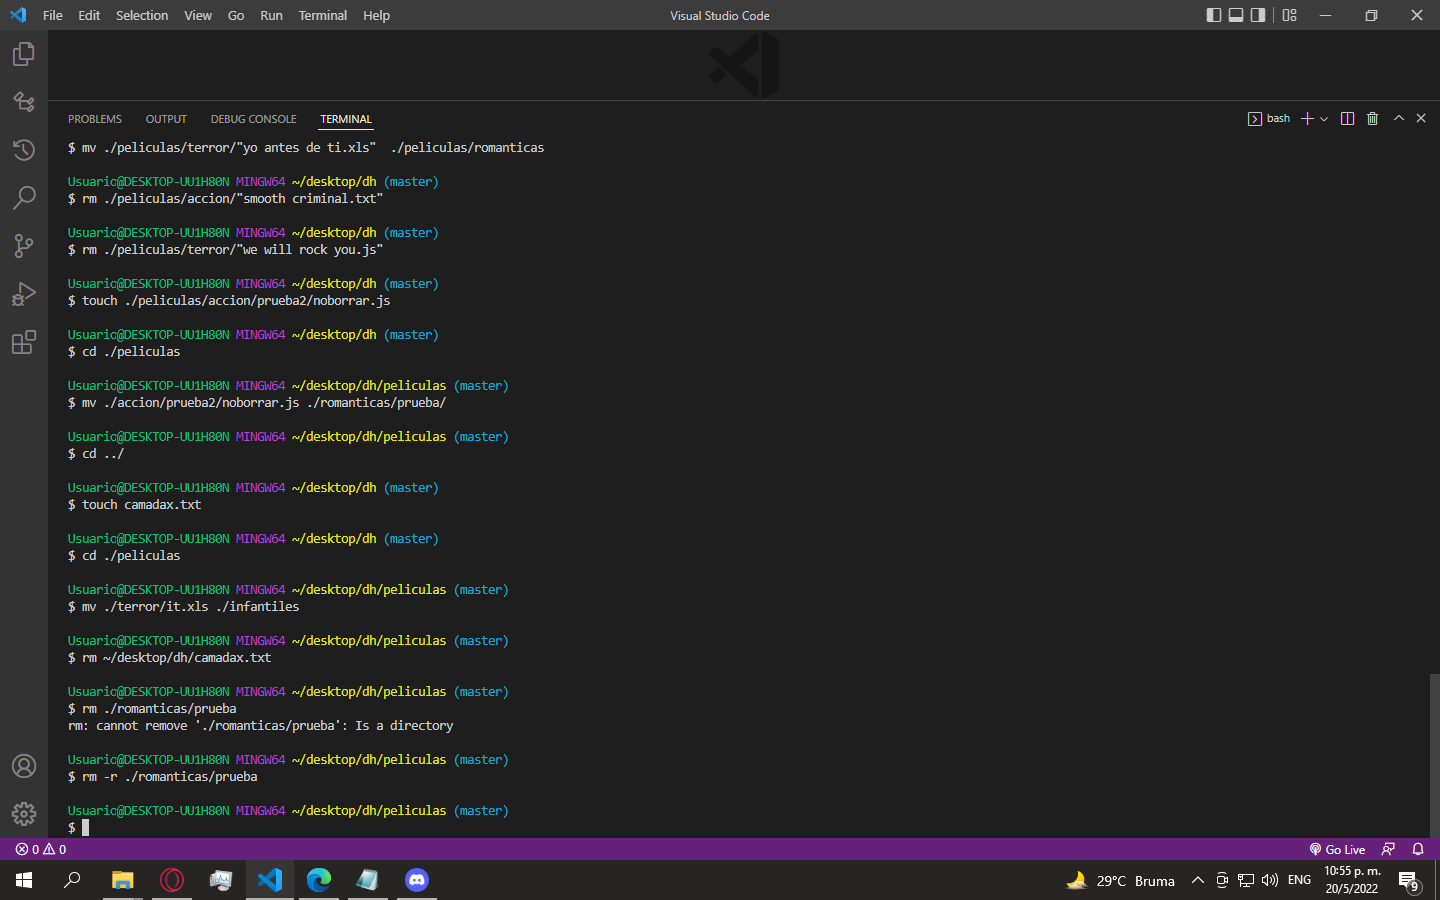 File Edit Selection View Go Run Terminal Help
Visual Studio Code
PROBLEMS OUTPUT DEBUG CONSOLE TERMINAL
bash
$ mv ./peliculas/terror/"yo antes de ti.xls"  ./peliculas/romanticas
Usuario@DESKTOP-UU1H80N MINGW64 ~/desktop/dh (master)
$ rm ./peliculas/accion/"smooth criminal.txt"
Usuario@DESKTOP-UU1H80N MINGW64 ~/desktop/dh (master)
$ rm ./peliculas/terror/"we will rock you.js"
Usuario@DESKTOP-UU1H80N MINGW64 ~/desktop/dh (master)
$ touch ./peliculas/accion/prueba2/noborrar.js
Usuario@DESKTOP-UU1H80N MINGW64 ~/desktop/dh (master)
$ cd ./peliculas
Usuario@DESKTOP-UU1H80N MINGW64 ~/desktop/dh/peliculas (master)
$ mv ./accion/prueba2/noborrar.js ./romanticas/prueba/
Usuario@DESKTOP-UU1H80N MINGW64 ~/desktop/dh/peliculas (master)
$ cd ../
Usuario@DESKTOP-UU1H80N MINGW64 ~/desktop/dh (master)
$ touch camadax.txt
Usuario@DESKTOP-UU1H80N MINGW64 ~/desktop/dh (master)
$ cd ./peliculas
Usuario@DESKTOP-UU1H80N MINGW64 ~/desktop/dh/peliculas (master)
$ mv ./terror/it.xls ./infantiles
Usuario@DESKTOP-UU1H80N MINGW64 ~/desktop/dh/peliculas (master)
$ rm ~/desktop/dh/camadax.txt
Usuario@DESKTOP-UU1H80N MINGW64 ~/desktop/dh/peliculas (master)
$ rm ./romanticas/prueba
rm: cannot remove './romanticas/prueba': Is a directory
Usuario@DESKTOP-UU1H80N MINGW64 ~/desktop/dh/peliculas (master)
$ rm -r ./romanticas/prueba
Usuario@DESKTOP-UU1H80N MINGW64 ~/desktop/dh/peliculas (master)
$
0 0
Go Live
29°C Bruma
ENG
10:55 p. m.
20/5/2022
9